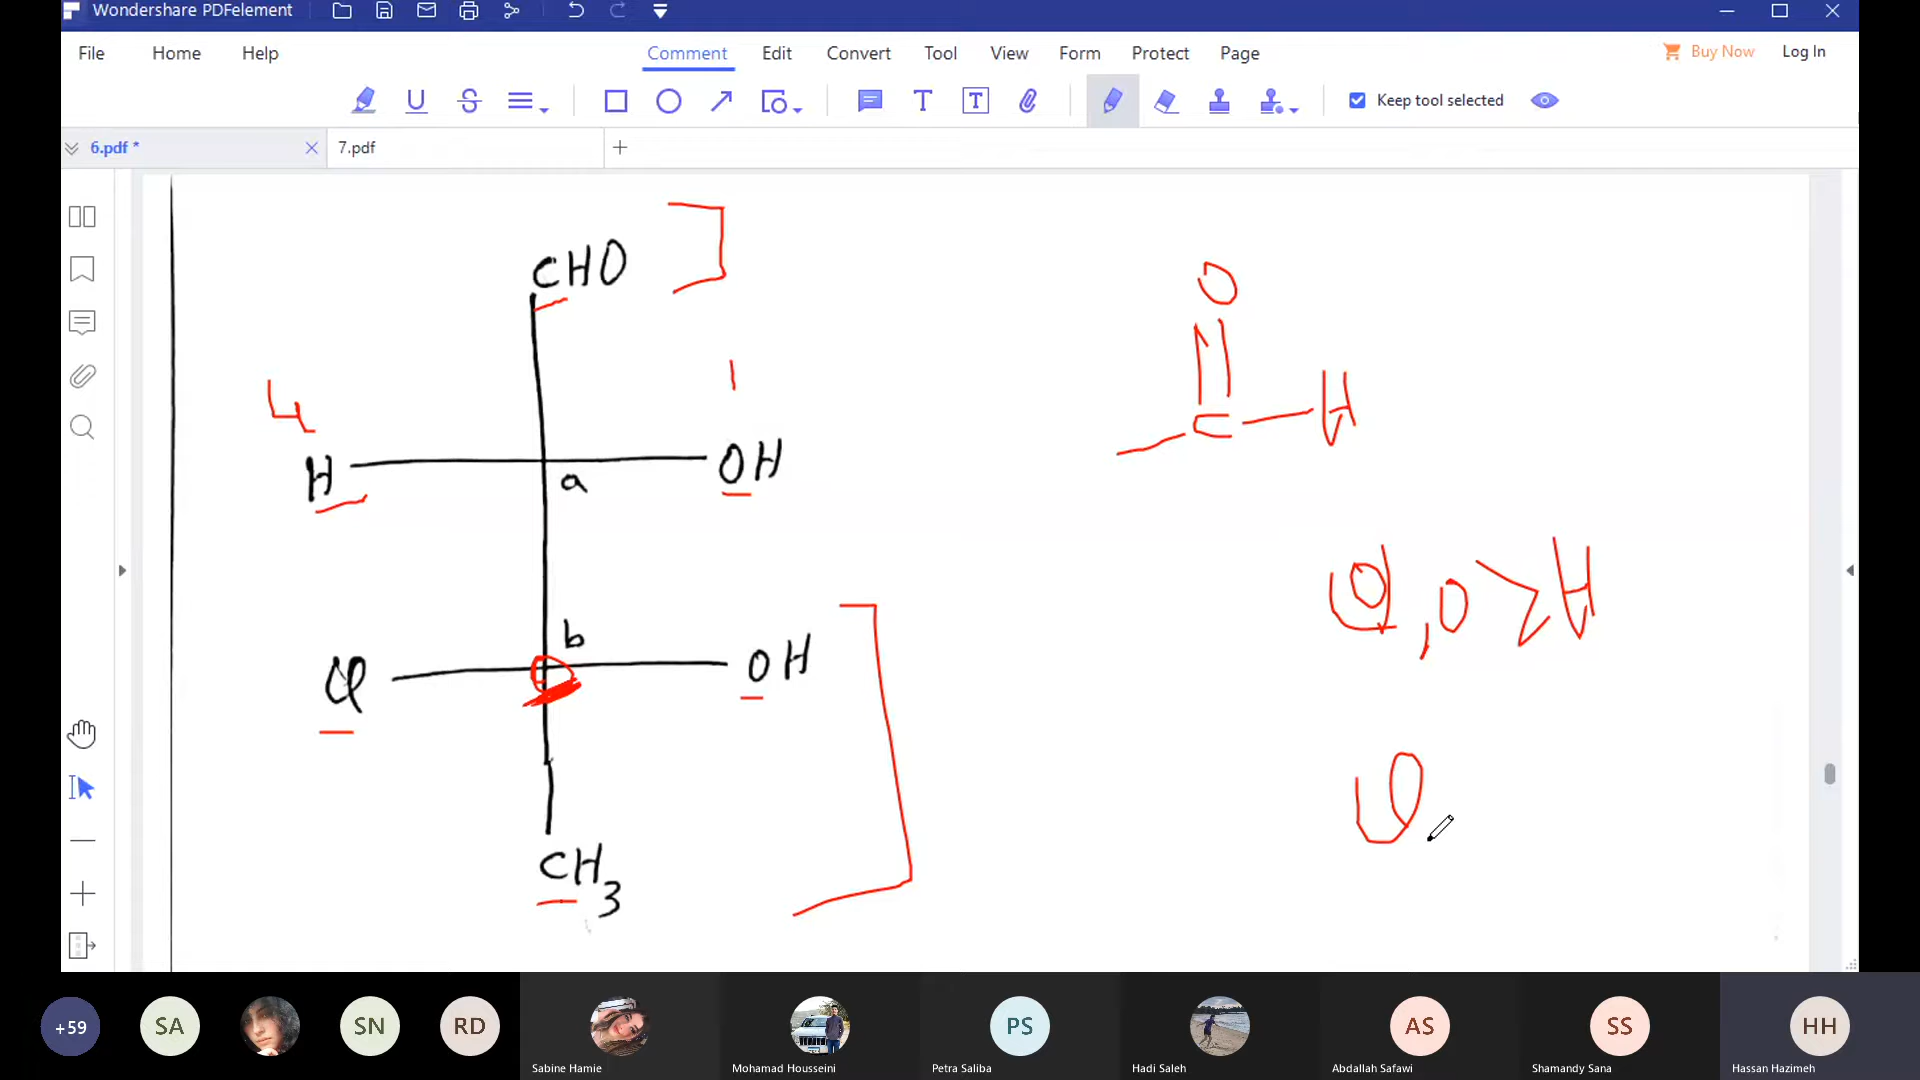 Wondershare PDFelement
File Home Help Comment Edit Convert Tool View Form Protect Page Buy Now Log In
Keep tool selected
6.pdf * 7.pdf
CHO
O
4
1
C H
H OH
a
O, O > H
b
OH
CH3
+59 SA SN RD PS AS SS HH
Sabine Hamie Mohamad Housseini Petra Saliba Hadi Saleh Abdallah Safawi Shamandy Sana Hassan Hazimeh